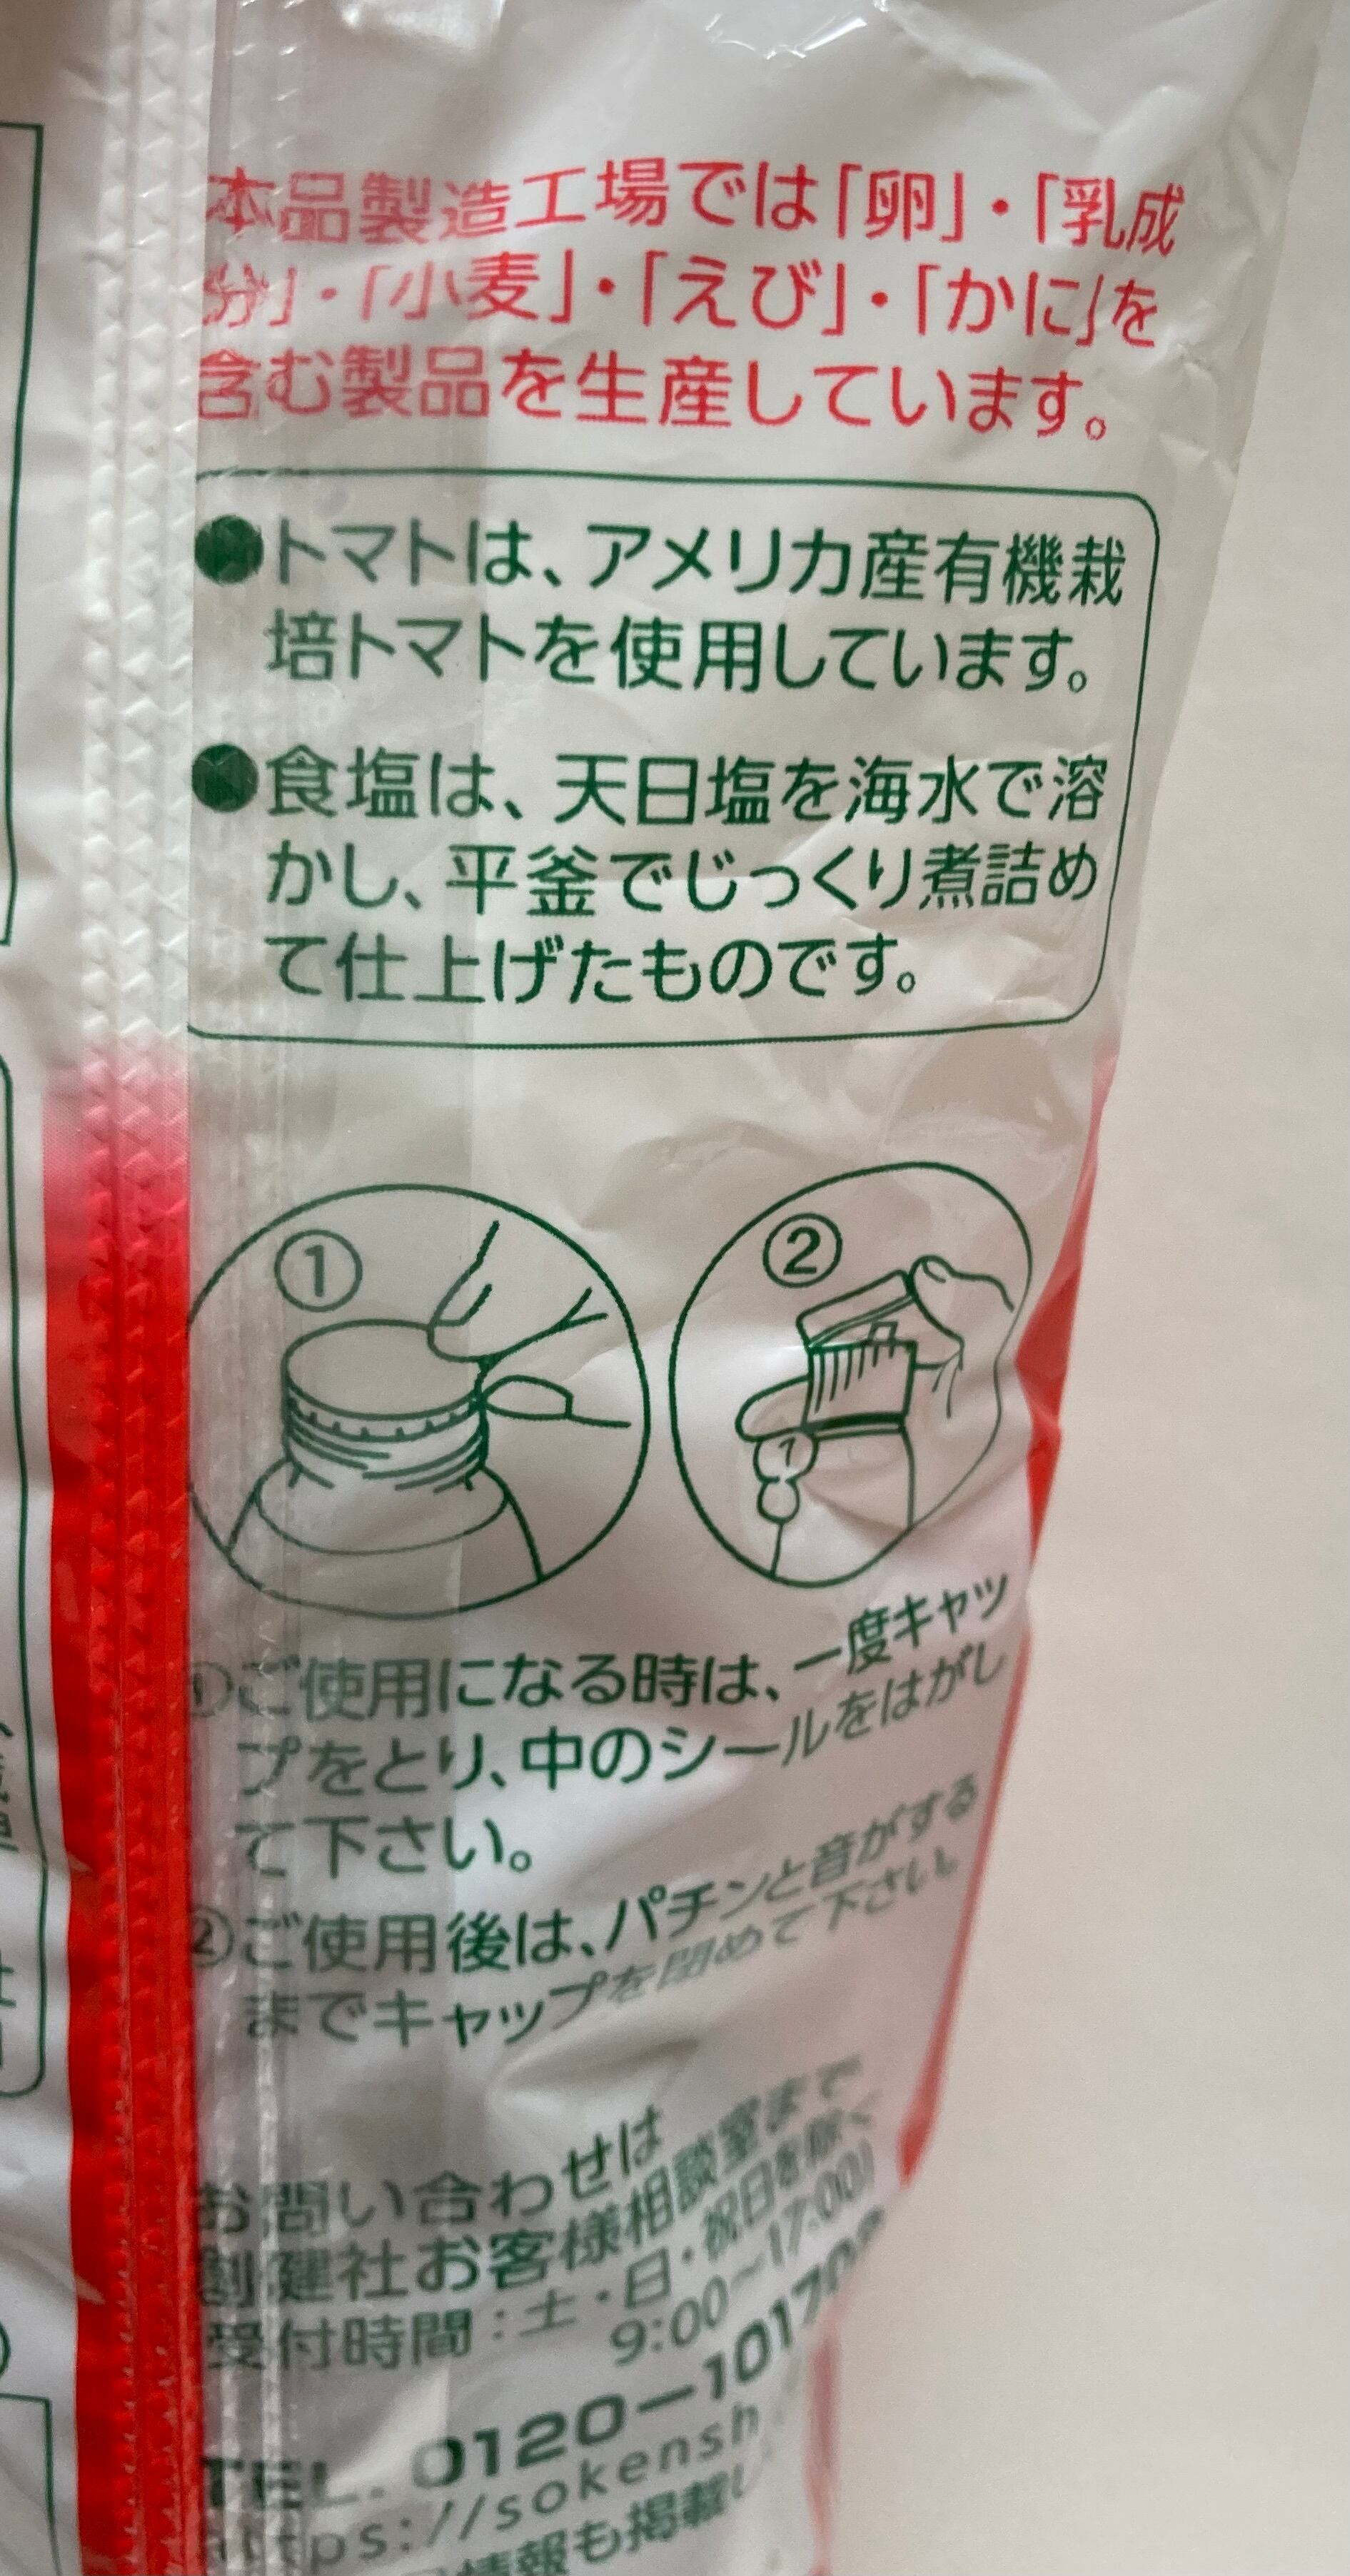 本品製造工場では「卵」・「乳成
分」・「小麦」・「えび」・「かに」を
含む製品を生産しています。
●トマトは、アメリカ産有機栽
培トマトを使用しています。
●食塩は、天日塩を海水で溶
かし、平釜でじっくり煮詰め
て仕上げたものです。
① ②
①ご使用になる時は、一度キャッ
プをとり、中のシールをはがし
て下さい。
②ご使用後は、パチンと音がする
までキャップを閉めて下さい。
お問い合わせは
創健社お客様相談室まで
受付時間:土・日・祝日を除く
9:00〜17:00)
TEL. 0120—101702
https://sokensh
情報も掲載し